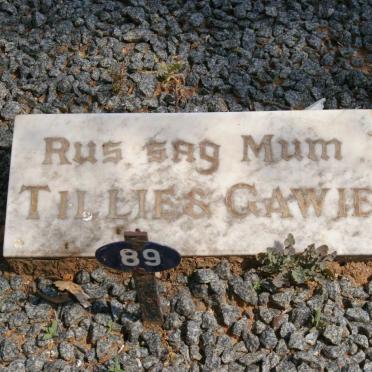 Rus sag Mum
TILLIE & GAWIE
89